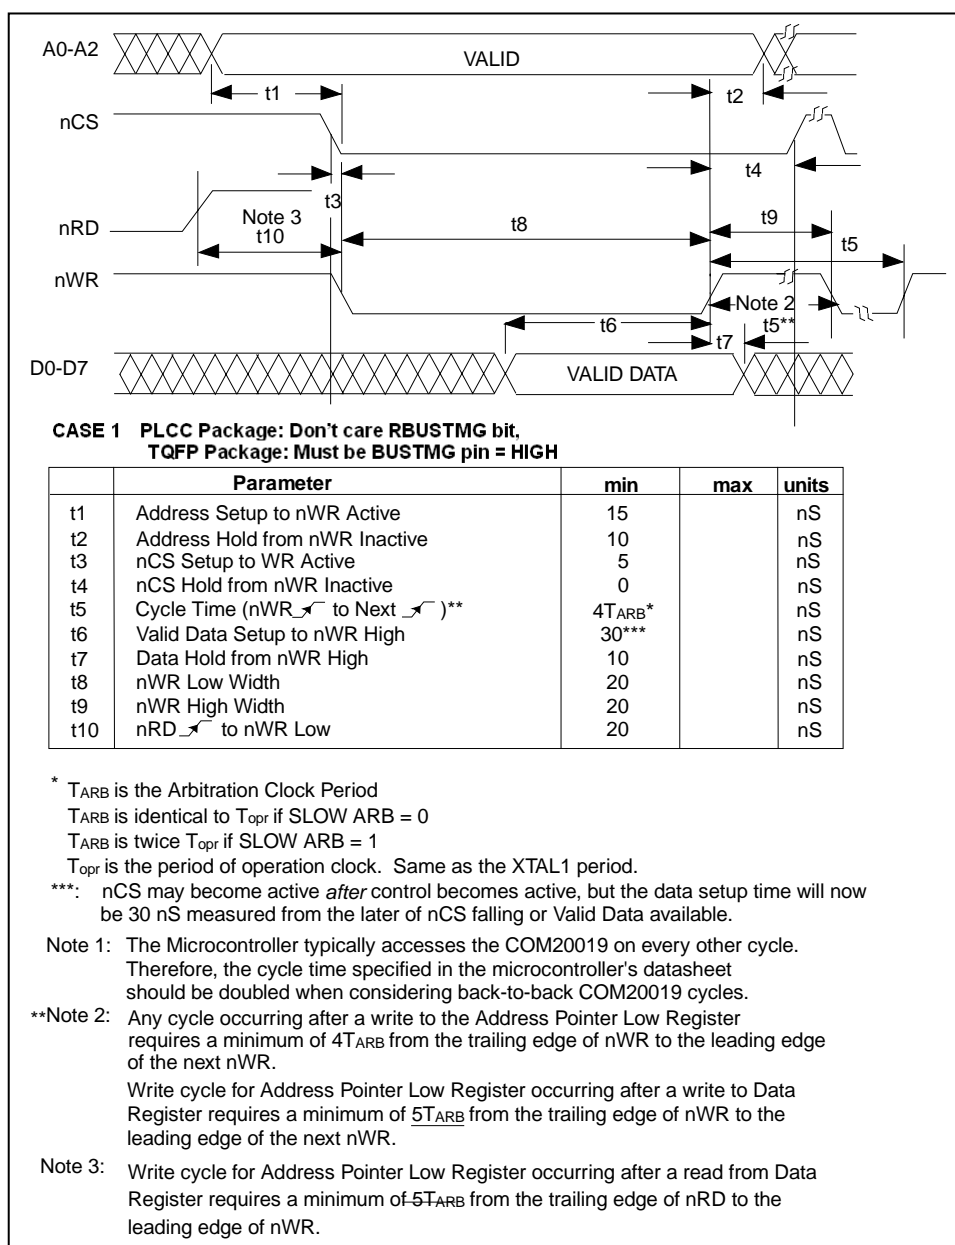 A0-A2
VALID
t1
t2
nCS
t3
t4
nRD
Note 3
t10
t8
t9
t5
nWR
Note 2
t5**
t6
t7
D0-D7
VALID DATA
CASE 1 PLCC Package: Don't care RBUSTMG bit,
TQFP Package: Must be BUSTMG pin = HIGH
Parameter min max units
t1 Address Setup to nWR Active 15 nS
t2 Address Hold from nWR Inactive 10 nS
t3 nCS Setup to WR Active 5 nS
t4 nCS Hold from nWR Inactive 0 nS
t5 Cycle Time (nWR to Next )** 4TARB* nS
t6 Valid Data Setup to nWR High 30*** nS
t7 Data Hold from nWR High 10 nS
t8 nWR Low Width 20 nS
t9 nWR High Width 20 nS
t10 nRD to nWR Low 20 nS
* TARB is the Arbitration Clock Period
TARB is identical to Topr if SLOW ARB = 0
TARB is twice Topr if SLOW ARB = 1
Topr is the period of operation clock. Same as the XTAL1 period.
***: nCS may become active after control becomes active, but the data setup time will now
be 30 nS measured from the later of nCS falling or Valid Data available.
Note 1: The Microcontroller typically accesses the COM20019 on every other cycle.
Therefore, the cycle time specified in the microcontroller's datasheet
should be doubled when considering back-to-back COM20019 cycles.
**Note 2: Any cycle occurring after a write to the Address Pointer Low Register
requires a minimum of 4TARB from the trailing edge of nWR to the leading edge
of the next nWR.
Write cycle for Address Pointer Low Register occurring after a write to Data
Register requires a minimum of 5TARB from the trailing edge of nWR to the
leading edge of the next nWR.
Note 3: Write cycle for Address Pointer Low Register occurring after a read from Data
Register requires a minimum of 5TARB from the trailing edge of nRD to the
leading edge of nWR.